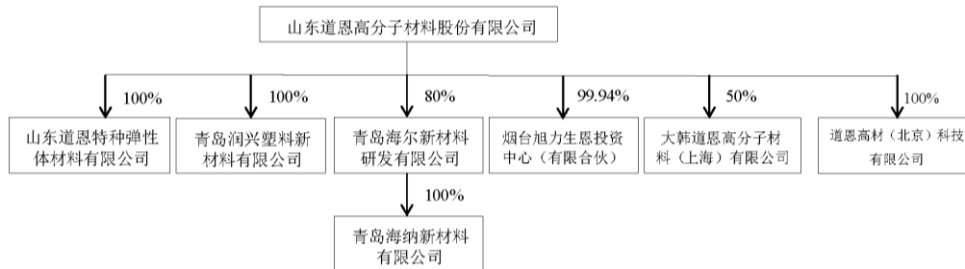 山东道恩高分子材料股份有限公司
100%
100%
80%
99.94%
50%
100%
山东道恩特种弹性
体材料有限公司
青岛润兴塑料新
材料有限公司
青岛海尔新材料
研发有限公司
烟台旭力生恩投资
中心（有限合伙）
大韩道恩高分子材
料（上海）有限公司
道恩高材（北京）科技
有限公司
100%
青岛海纳新材料
有限公司